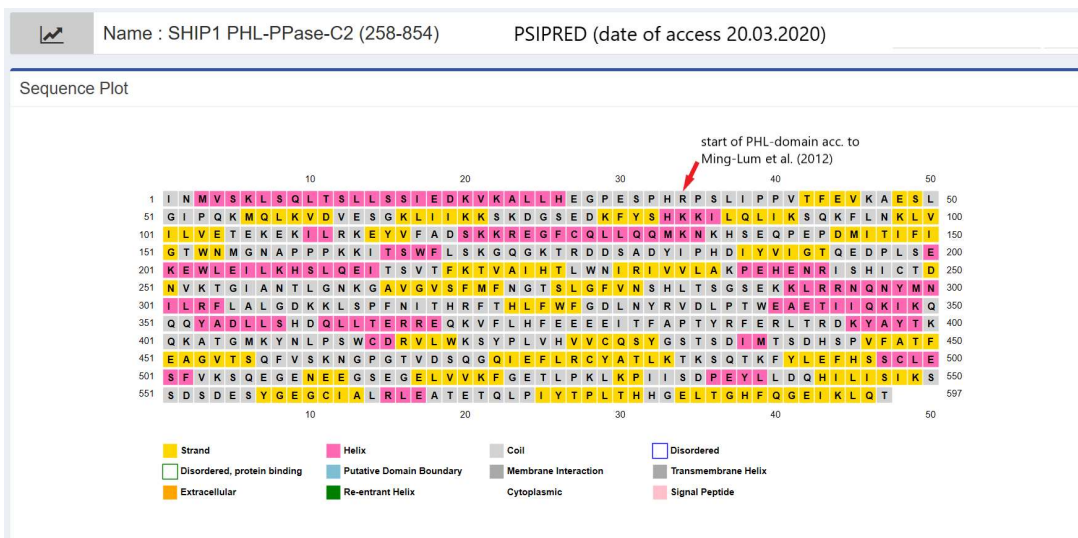 Name : SHIP1 PHL-PPase-C2 (258-854) PSIPRED (date of access 20.03.2020)
Sequence Plot
start of PHL-domain acc. to
Ming-Lum et al. (2012)
10 20 30 40 50
1 I N M V S K L S Q L T S L L S S I E D K V K A L L H E G P E S P H R P S L I P P V T F E V K A E S L 50
51 G I P Q K M Q L K V D V E S G K L I I K K S K D G S E D K F Y S H K K I L Q L I K S Q K F L N K L V 100
101 I L V E T E K E K I L R K E Y V F A D S K K R E G F C Q L L Q Q M K N K H S E Q P E P D M I T I F I 150
151 G T W N M G N A P P P K K I T S W F L S K G Q G K T R D D S A D Y I P H D I Y V I G T Q E D P L S E 200
201 K E W L E I L K H S L Q E I T S V T F K T V A I H T L W N I R I V V L A K P E H E N R I S H I C T D 250
251 N V K T G I A N T L G N K G A V G V S F M F N G T S L G F V N S H L T S G S E K K L R R N Q N Y M N 300
301 I L R F L A L G D K K L S P F N I T H R F T H L F W F G D L N Y R V D L P T W E A E T I I Q K I K Q 350
351 Q Q Y A D L L S H D Q L L T E R R E Q K V F L H F E E E E I T F A P T Y R F E R L T R D K Y A Y T K 400
401 Q K A T G M K Y N L P S W C D R V L W K S Y P L V H V V C Q S Y G S T S D I M T S D H S P V F A T F 450
451 E A G V T S Q F V S K N G P G T V D S Q G Q I E F L R C Y A T L K T K S Q T K F Y L E F H S S C L E 500
501 S F V K S Q E G E N E E G S E G E L V V K F G E T L P K L K P I I S D P E Y L L D Q H I L I S I K S 550
551 S D S D E S Y G E G C I A L R L E A T E T Q L P I Y T P L T H H G E L T G H F Q G E I K L Q T 597
10 20 30 40 50
Strand Helix Coil Disordered
Disordered, protein binding Putative Domain Boundary Membrane Interaction Transmembrane Helix
Extracellular Re-entrant Helix Cytoplasmic Signal Peptide